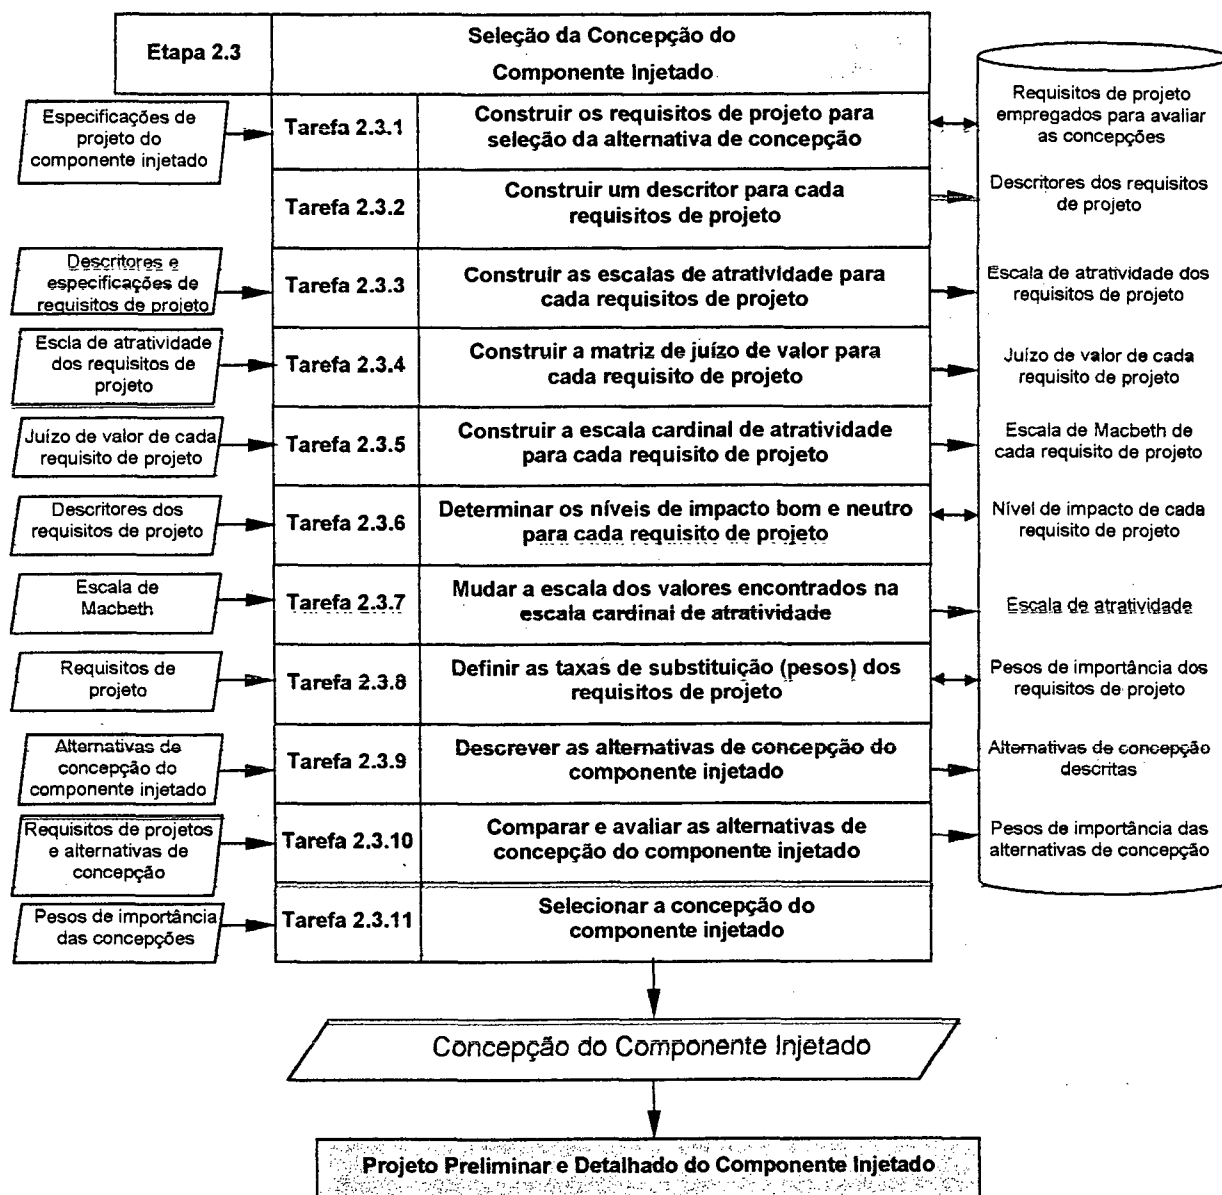 Etapa 2.3
Seleção da Concepção do
Componente Injetado
Especificações de
projeto do
componente injetado
Tarefa 2.3.1
Construir os requisitos de projeto para
seleção da alternativa de concepção
Requisitos de projeto
empregados para avaliar
as concepções
Tarefa 2.3.2
Construir um descritor para cada
requisitos de projeto
Descritores dos requisitos
de projeto
Descritores e
especificações de
requisitos de projeto
Tarefa 2.3.3
Construir as escalas de atratividade para
cada requisitos de projeto
Escala de atratividade dos
requisitos de projeto
Escla de atratividade
dos requisitos de
projeto
Tarefa 2.3.4
Construir a matriz de juízo de valor para
cada requisito de projeto
Juízo de valor de cada
requisito de projeto
Juízo de valor de cada
requisito de projeto
Tarefa 2.3.5
Construir a escala cardinal de atratividade
para cada requisito de projeto
Escala de Macbeth de
cada requisito de projeto
Descritores dos
requisitos de projeto
Tarefa 2.3.6
Determinar os níveis de impacto bom e neutro
para cada requisito de projeto
Nível de impacto de cada
requisito de projeto
Escala de
Macbeth
Tarefa 2.3.7
Mudar a escala dos valores encontrados na
escala cardinal de atratividade
Escala de atratividade
Requisitos de
projeto
Tarefa 2.3.8
Definir as taxas de substituição (pesos) dos
requisitos de projeto
Pesos de importância dos
requisitos de projeto
Alternativas de
concepção do
componente injetado
Tarefa 2.3.9
Descrever as alternativas de concepção do
componente injetado
Alternativas de concepção
descritas
Requisitos de projetos
e alternativas de
concepção
Tarefa 2.3.10
Comparar e avaliar as alternativas de
concepção do componente injetado
Pesos de importância das
alternativas de concepção
Pesos de importância
das concepções
Tarefa 2.3.11
Selecionar a concepção do
componente injetado
Concepção do Componente Injetado
Projeto Preliminar e Detalhado do Componente Injetado